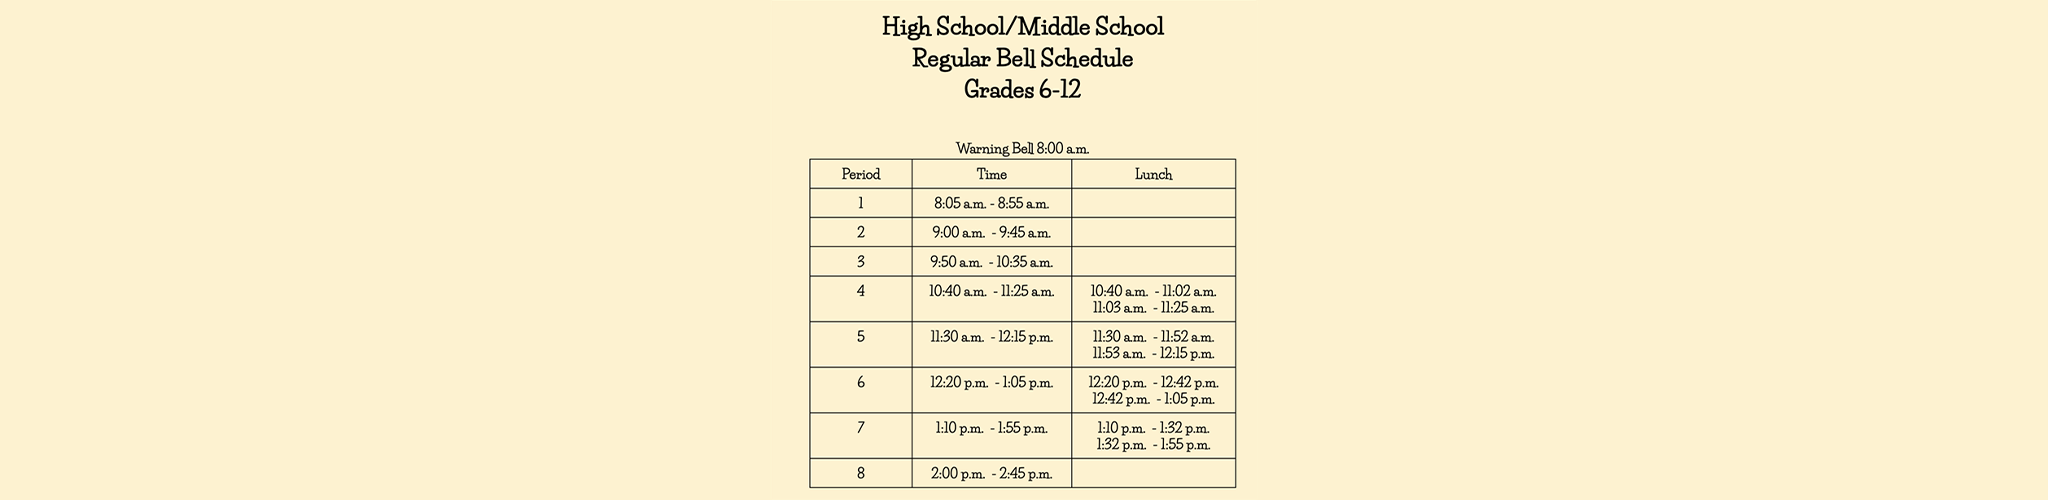 High School/Middle School
Regular Bell Schedule
Grades 6-12
Warning Bell 8:00 a.m.
Period Time Lunch
1 8:05 a.m. - 8:55 a.m.
2 9:00 a.m. - 9:45 a.m.
3 9:50 a.m. - 10:35 a.m.
4 10:40 a.m. - 11:25 a.m. 10:40 a.m. - 11:02 a.m.
11:03 a.m. - 11:25 a.m.
5 11:30 a.m. - 12:15 p.m. 11:30 a.m. - 11:52 a.m.
11:53 a.m. - 12:15 p.m.
6 12:20 p.m. - 1:05 p.m. 12:20 p.m. - 12:42 p.m.
12:42 p.m. - 1:05 p.m.
7 1:10 p.m. - 1:55 p.m. 1:10 p.m. - 1:32 p.m.
1:32 p.m. - 1:55 p.m.
8 2:00 p.m. - 2:45 p.m.